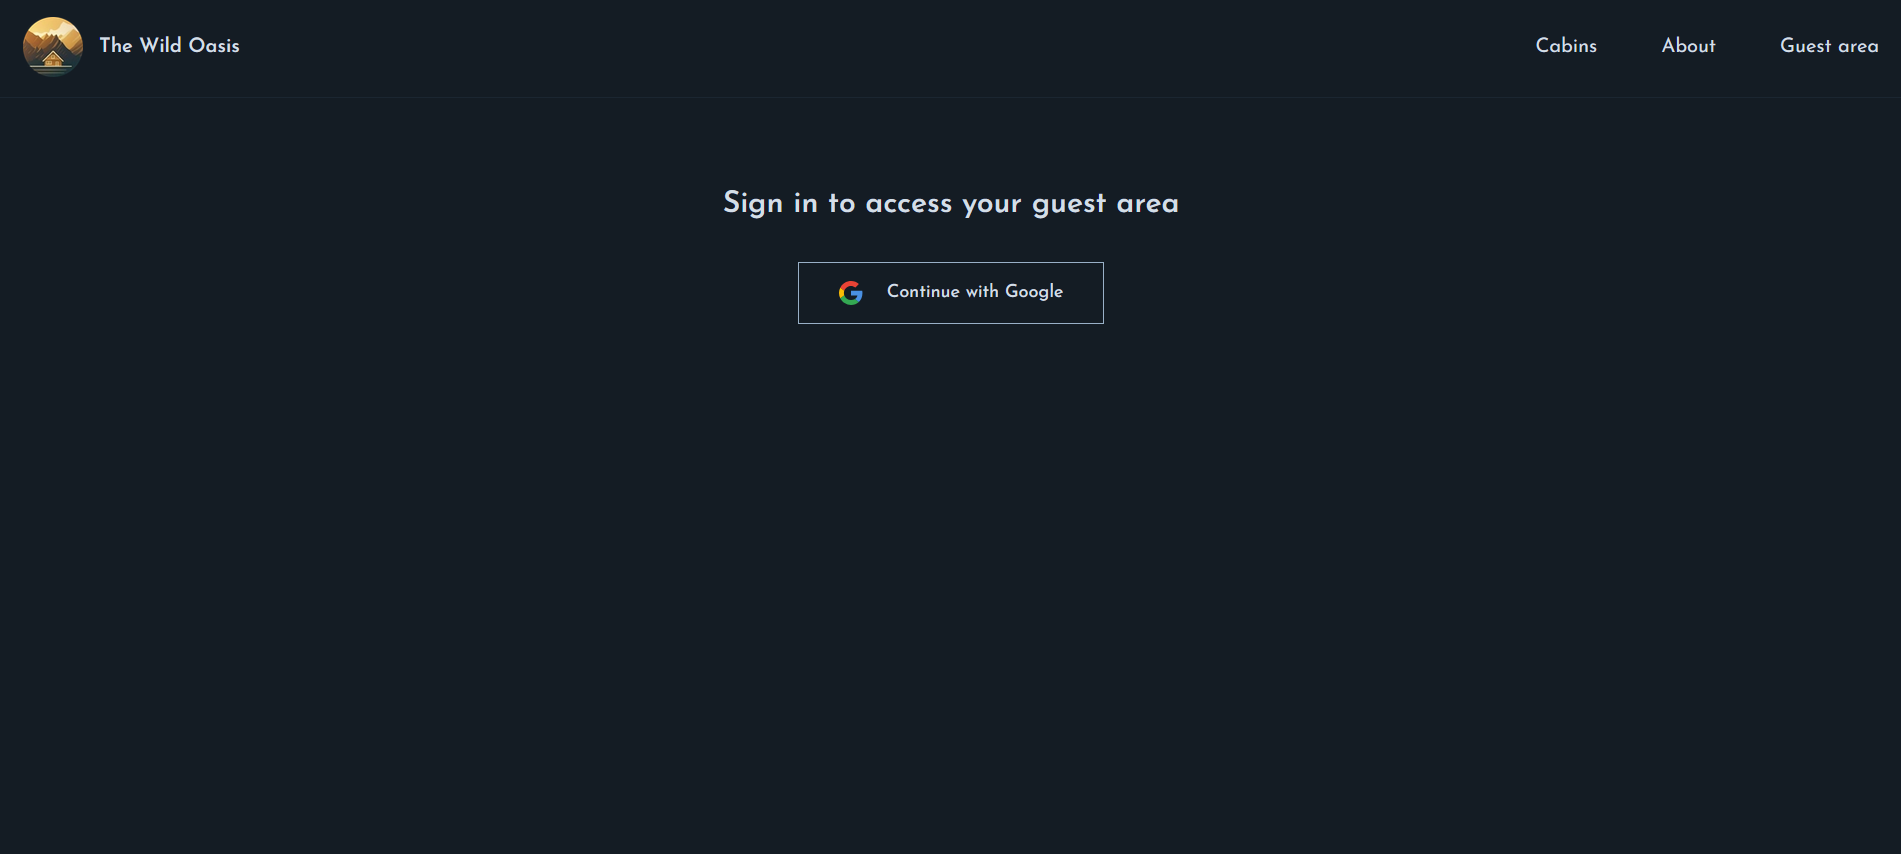 The Wild Oasis
Cabins
About
Guest area
Sign in to access your guest area
Continue with Google